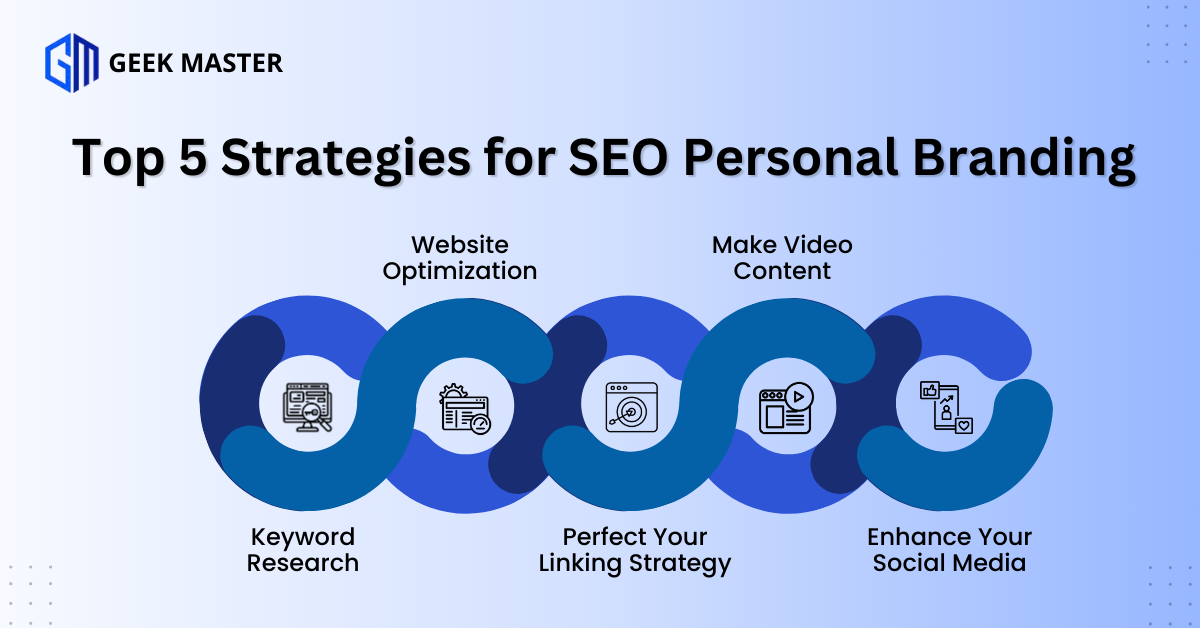 GEEK MASTER
Top 5 Strategies for SEO Personal Branding
Website
Optimization
Make Video
Content
Keyword
Research
Perfect Your
Linking Strategy
Enhance Your
Social Media